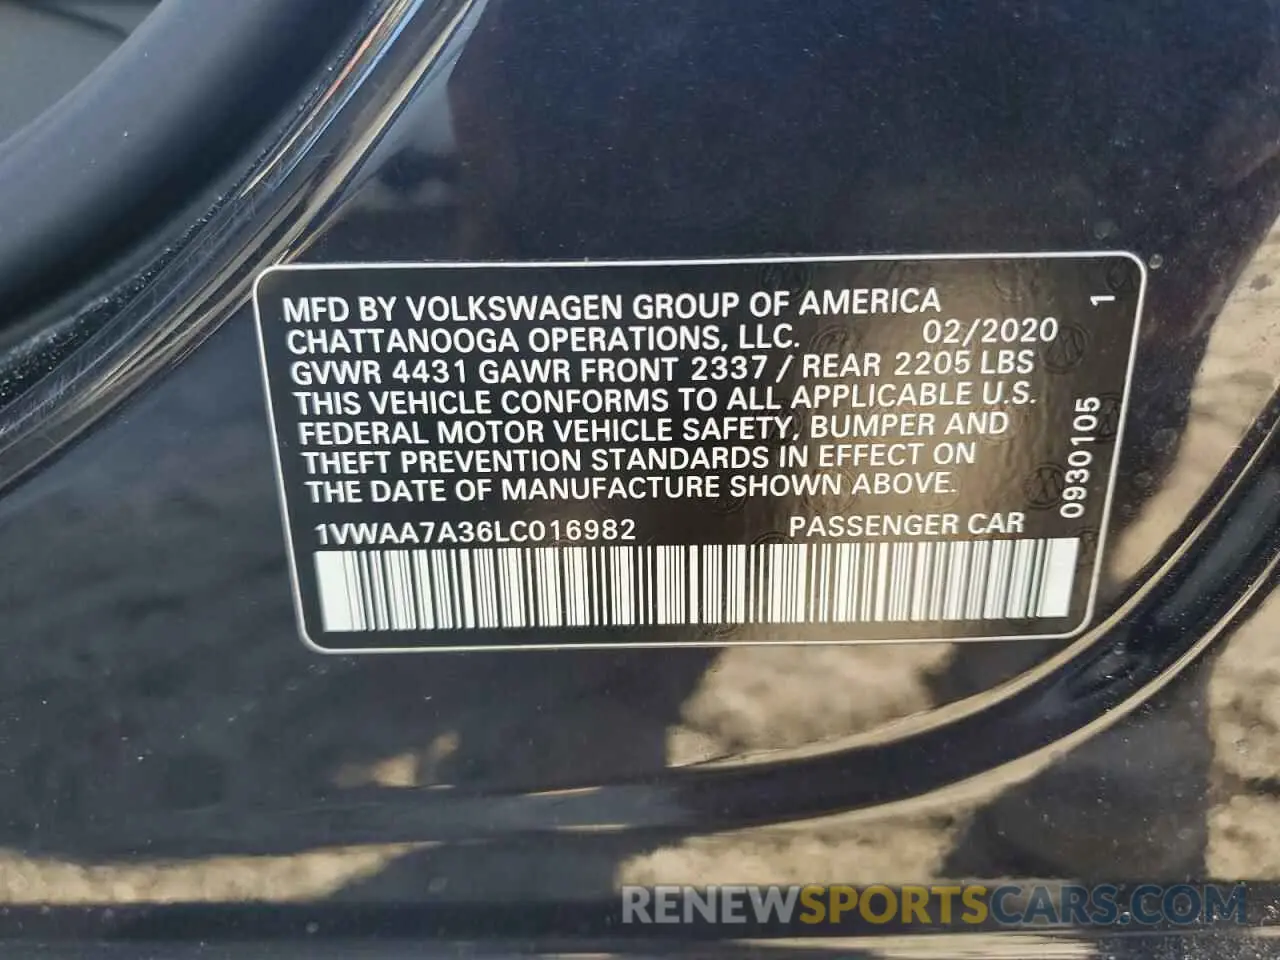 MFD BY VOLKSWAGEN GROUP OF AMERICA
CHATTANOOGA OPERATIONS, LLC. 02/2020
GVWR 4431 GAWR FRONT 2337 / REAR 2205 LBS
THIS VEHICLE CONFORMS TO ALL APPLICABLE U.S.
FEDERAL MOTOR VEHICLE SAFETY, BUMPER AND
THEFT PREVENTION STANDARDS IN EFFECT ON
THE DATE OF MANUFACTURE SHOWN ABOVE.
1VWAA7A36LC016982 PASSENGER CAR
0930105 1
RENEWSPORTSCARS.COM